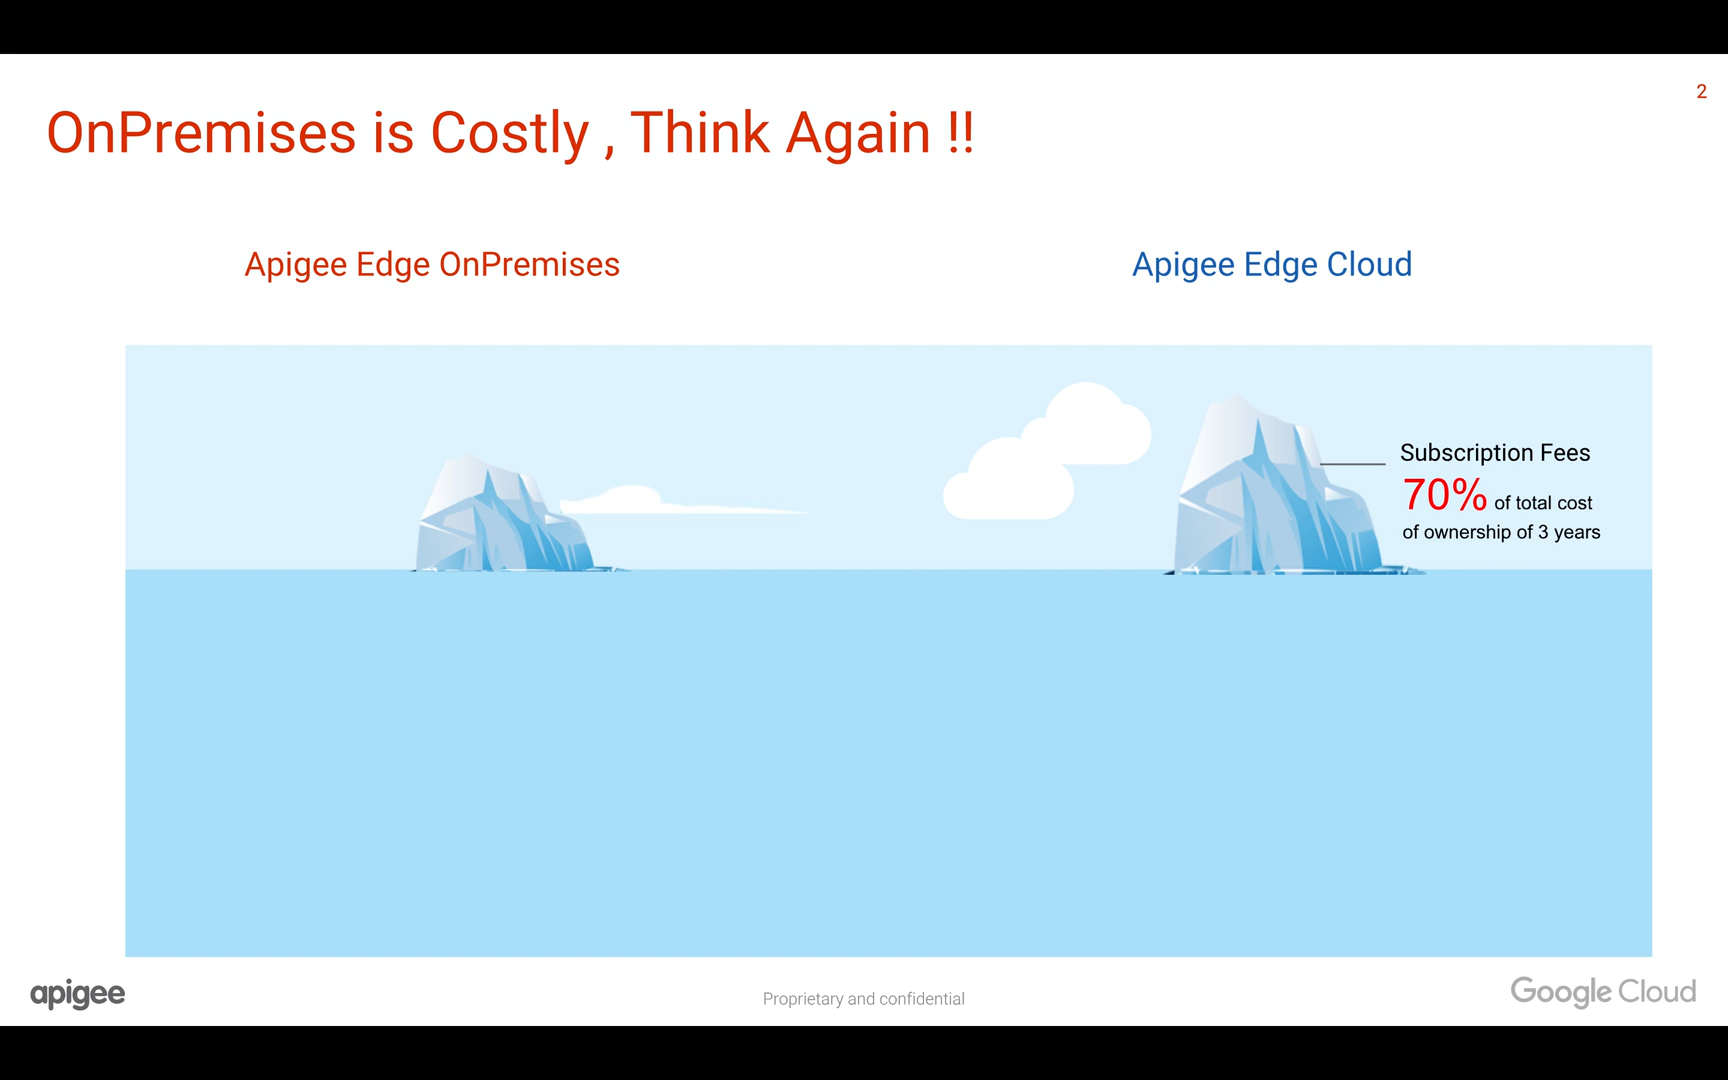 2
OnPremises is Costly , Think Again !!
Apigee Edge OnPremises
Apigee Edge Cloud
Subscription Fees
70% of total cost
of ownership of 3 years
apigee
Proprietary and confidential
Google Cloud